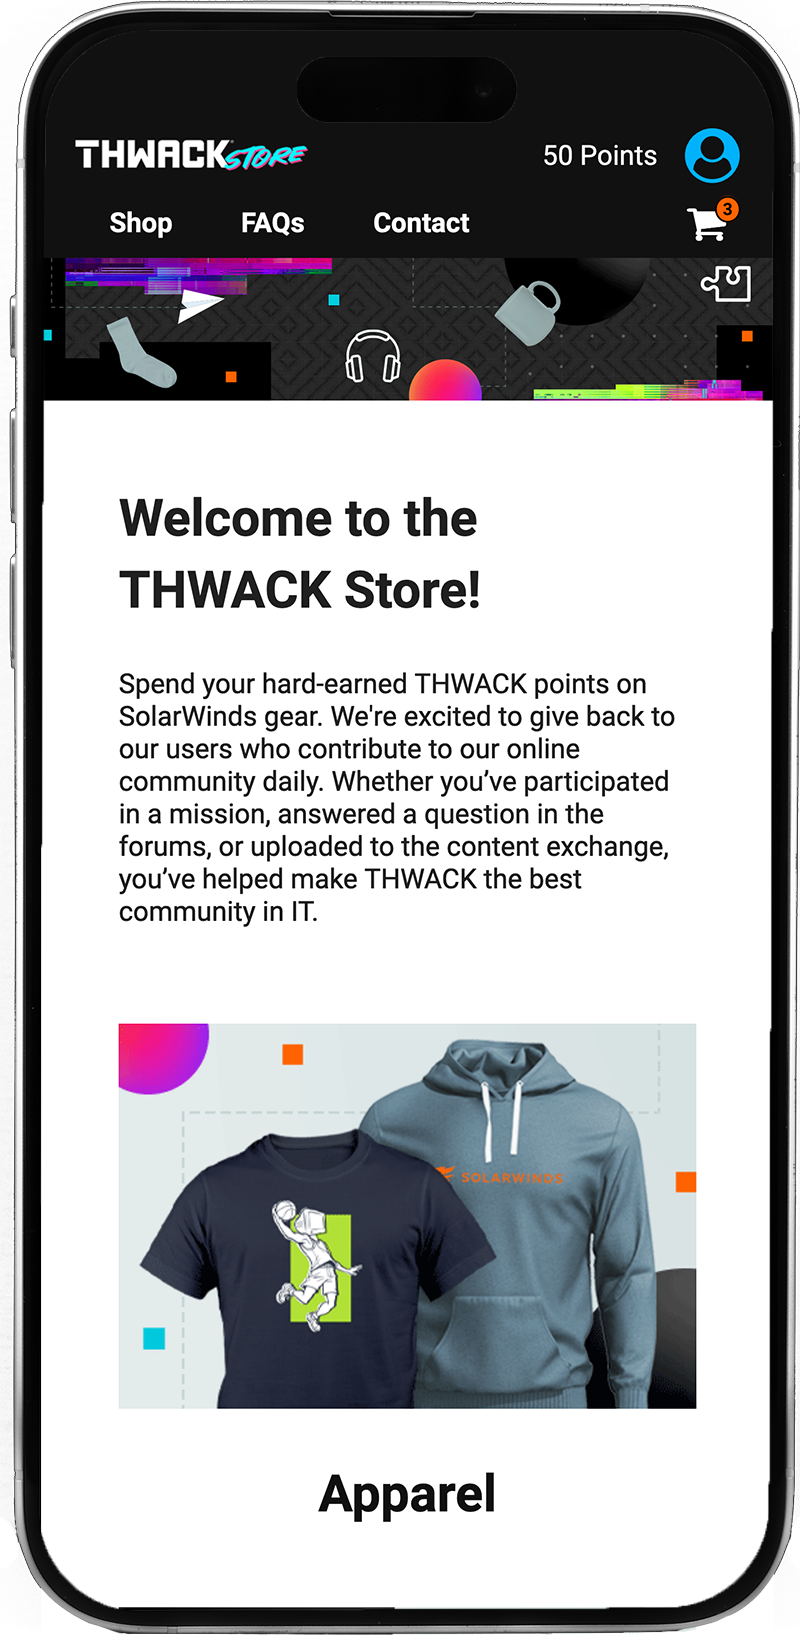 THWACK STORE
50 Points
Shop FAQs Contact
3
Welcome to the
THWACK Store!
Spend your hard-earned THWACK points on
SolarWinds gear. We're excited to give back to
our users who contribute to our online
community daily. Whether you’ve participated
in a mission, answered a question in the
forums, or uploaded to the content exchange,
you’ve helped make THWACK the best
community in IT.
SOLARWINDS
Apparel